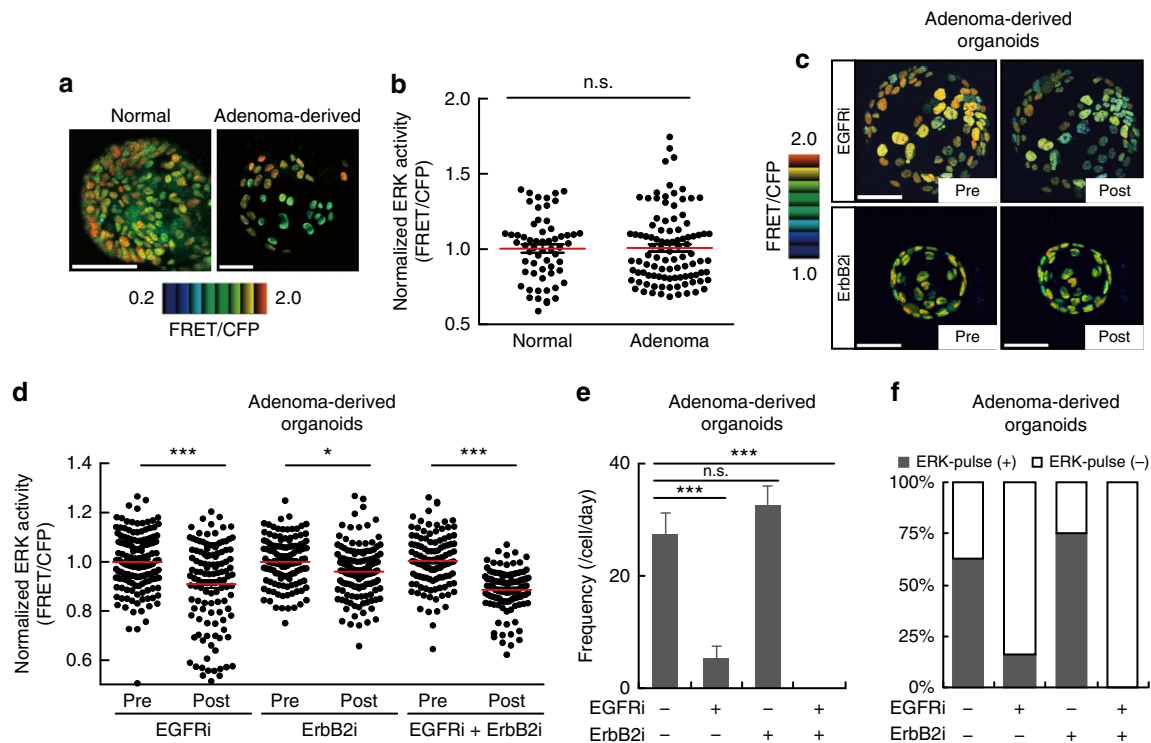 a
Normal
Adenoma-derived
0.2
2.0
FRET/CFP
b
n.s.
Normalized ERK activity
(FRET/CFP)
2.0
1.5
1.0
0.5
Normal
Adenoma
Adenoma-derived
organoids
c
2.0
FRET/CFP
1.0
EGFRi
Pre
Post
ErbB2i
Pre
Post
d
Adenoma-derived
organoids
*** * ***
Normalized ERK activity
(FRET/CFP)
1.4
1.2
1.0
0.8
0.6
Pre Post Pre Post Pre Post
EGFRi ErbB2i EGFRi + ErbB2i
e
Adenoma-derived
organoids
***
n.s.
***
Frequency (/cell/day)
40
20
0
EGFRi – + – +
ErbB2i – – + +
f
Adenoma-derived
organoids
ERK-pulse (+) ERK-pulse (–)
100%
75%
50%
25%
0%
EGFRi – + – +
ErbB2i – – + +